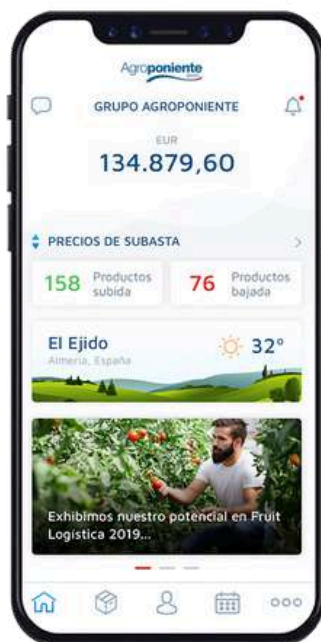 Agroponiente
GRUPO AGROPONIENTE
EUR
134.879,60
PRECIOS DE SUBASTA
158 Productos
subida
76 Productos
bajada
El Ejido
Almería, España
32°
Exhibimos nuestro potencial en Fruit
Logística 2019...